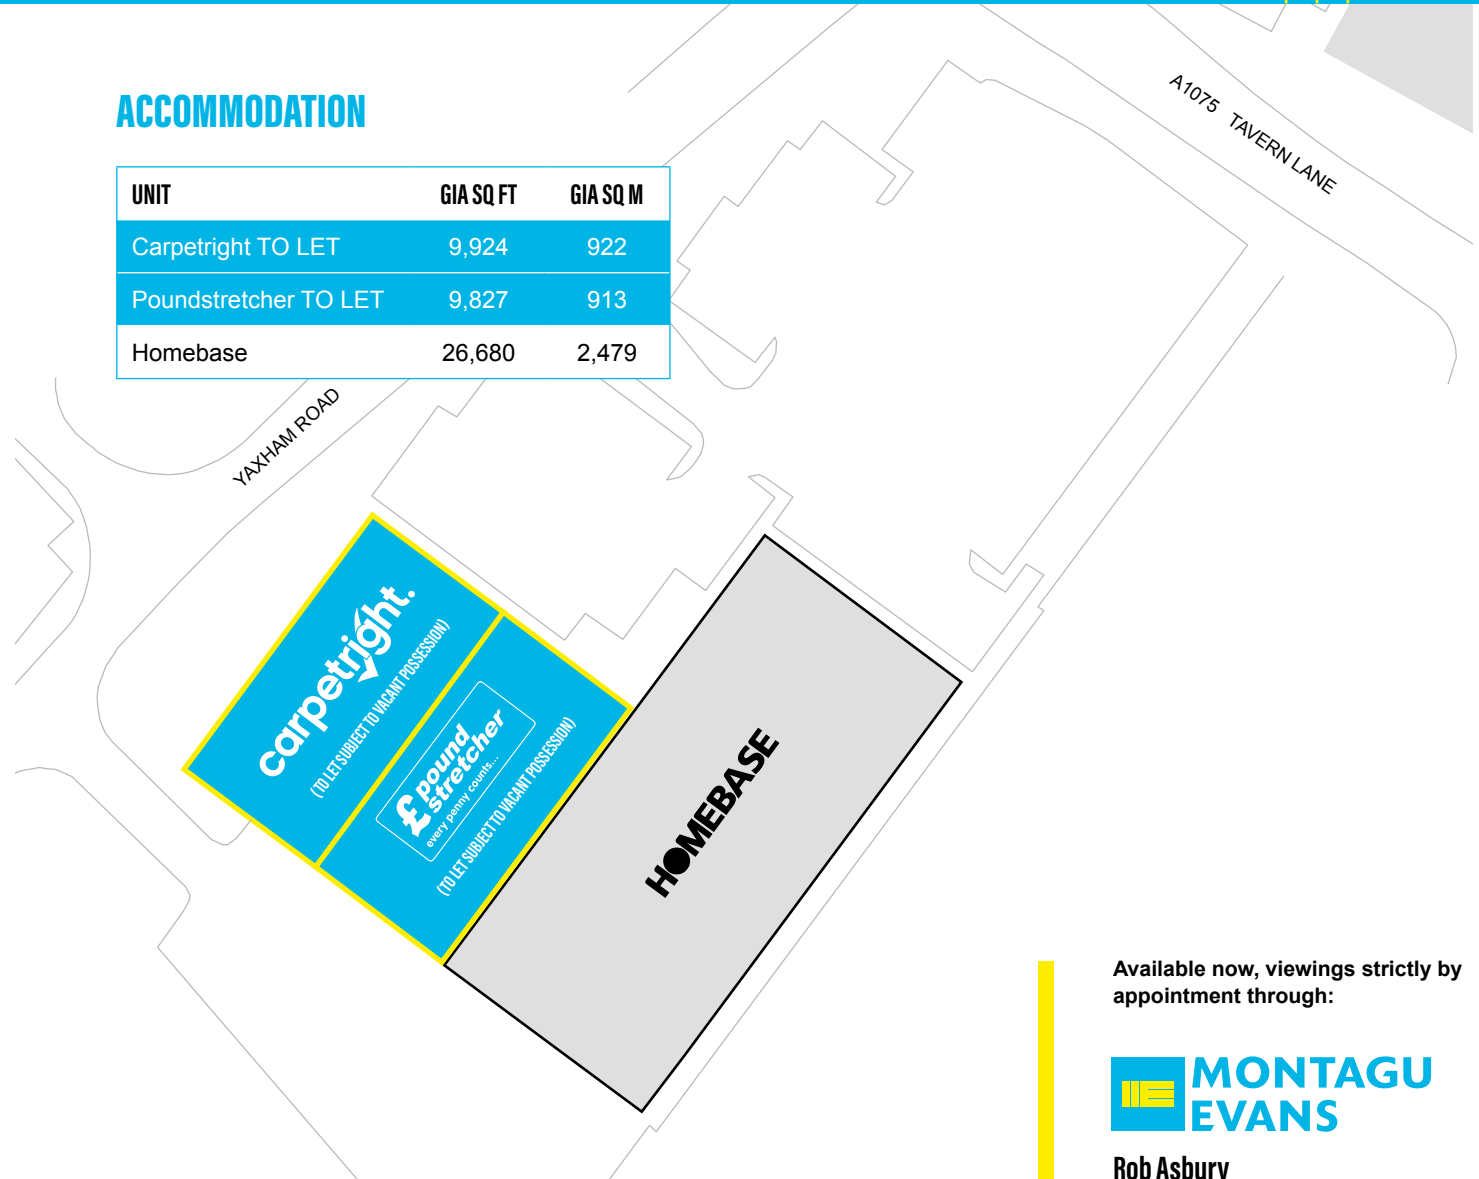 ACCOMMODATION
UNIT GIA SQ FT GIA SQ M
Carpetright TO LET 9,924 922
Poundstretcher TO LET 9,827 913
Homebase 26,680 2,479
A1075 TAVERN LANE
YAXHAM ROAD
carpetright.
(TO LET SUBJECT TO VACANT POSSESSION)
£ pound
stretcher
every penny counts...
(TO LET SUBJECT TO VACANT POSSESSION)
HOMEBASE
Available now, viewings strictly by
appointment through:
MONTAGU
EVANS
Rob Asbury